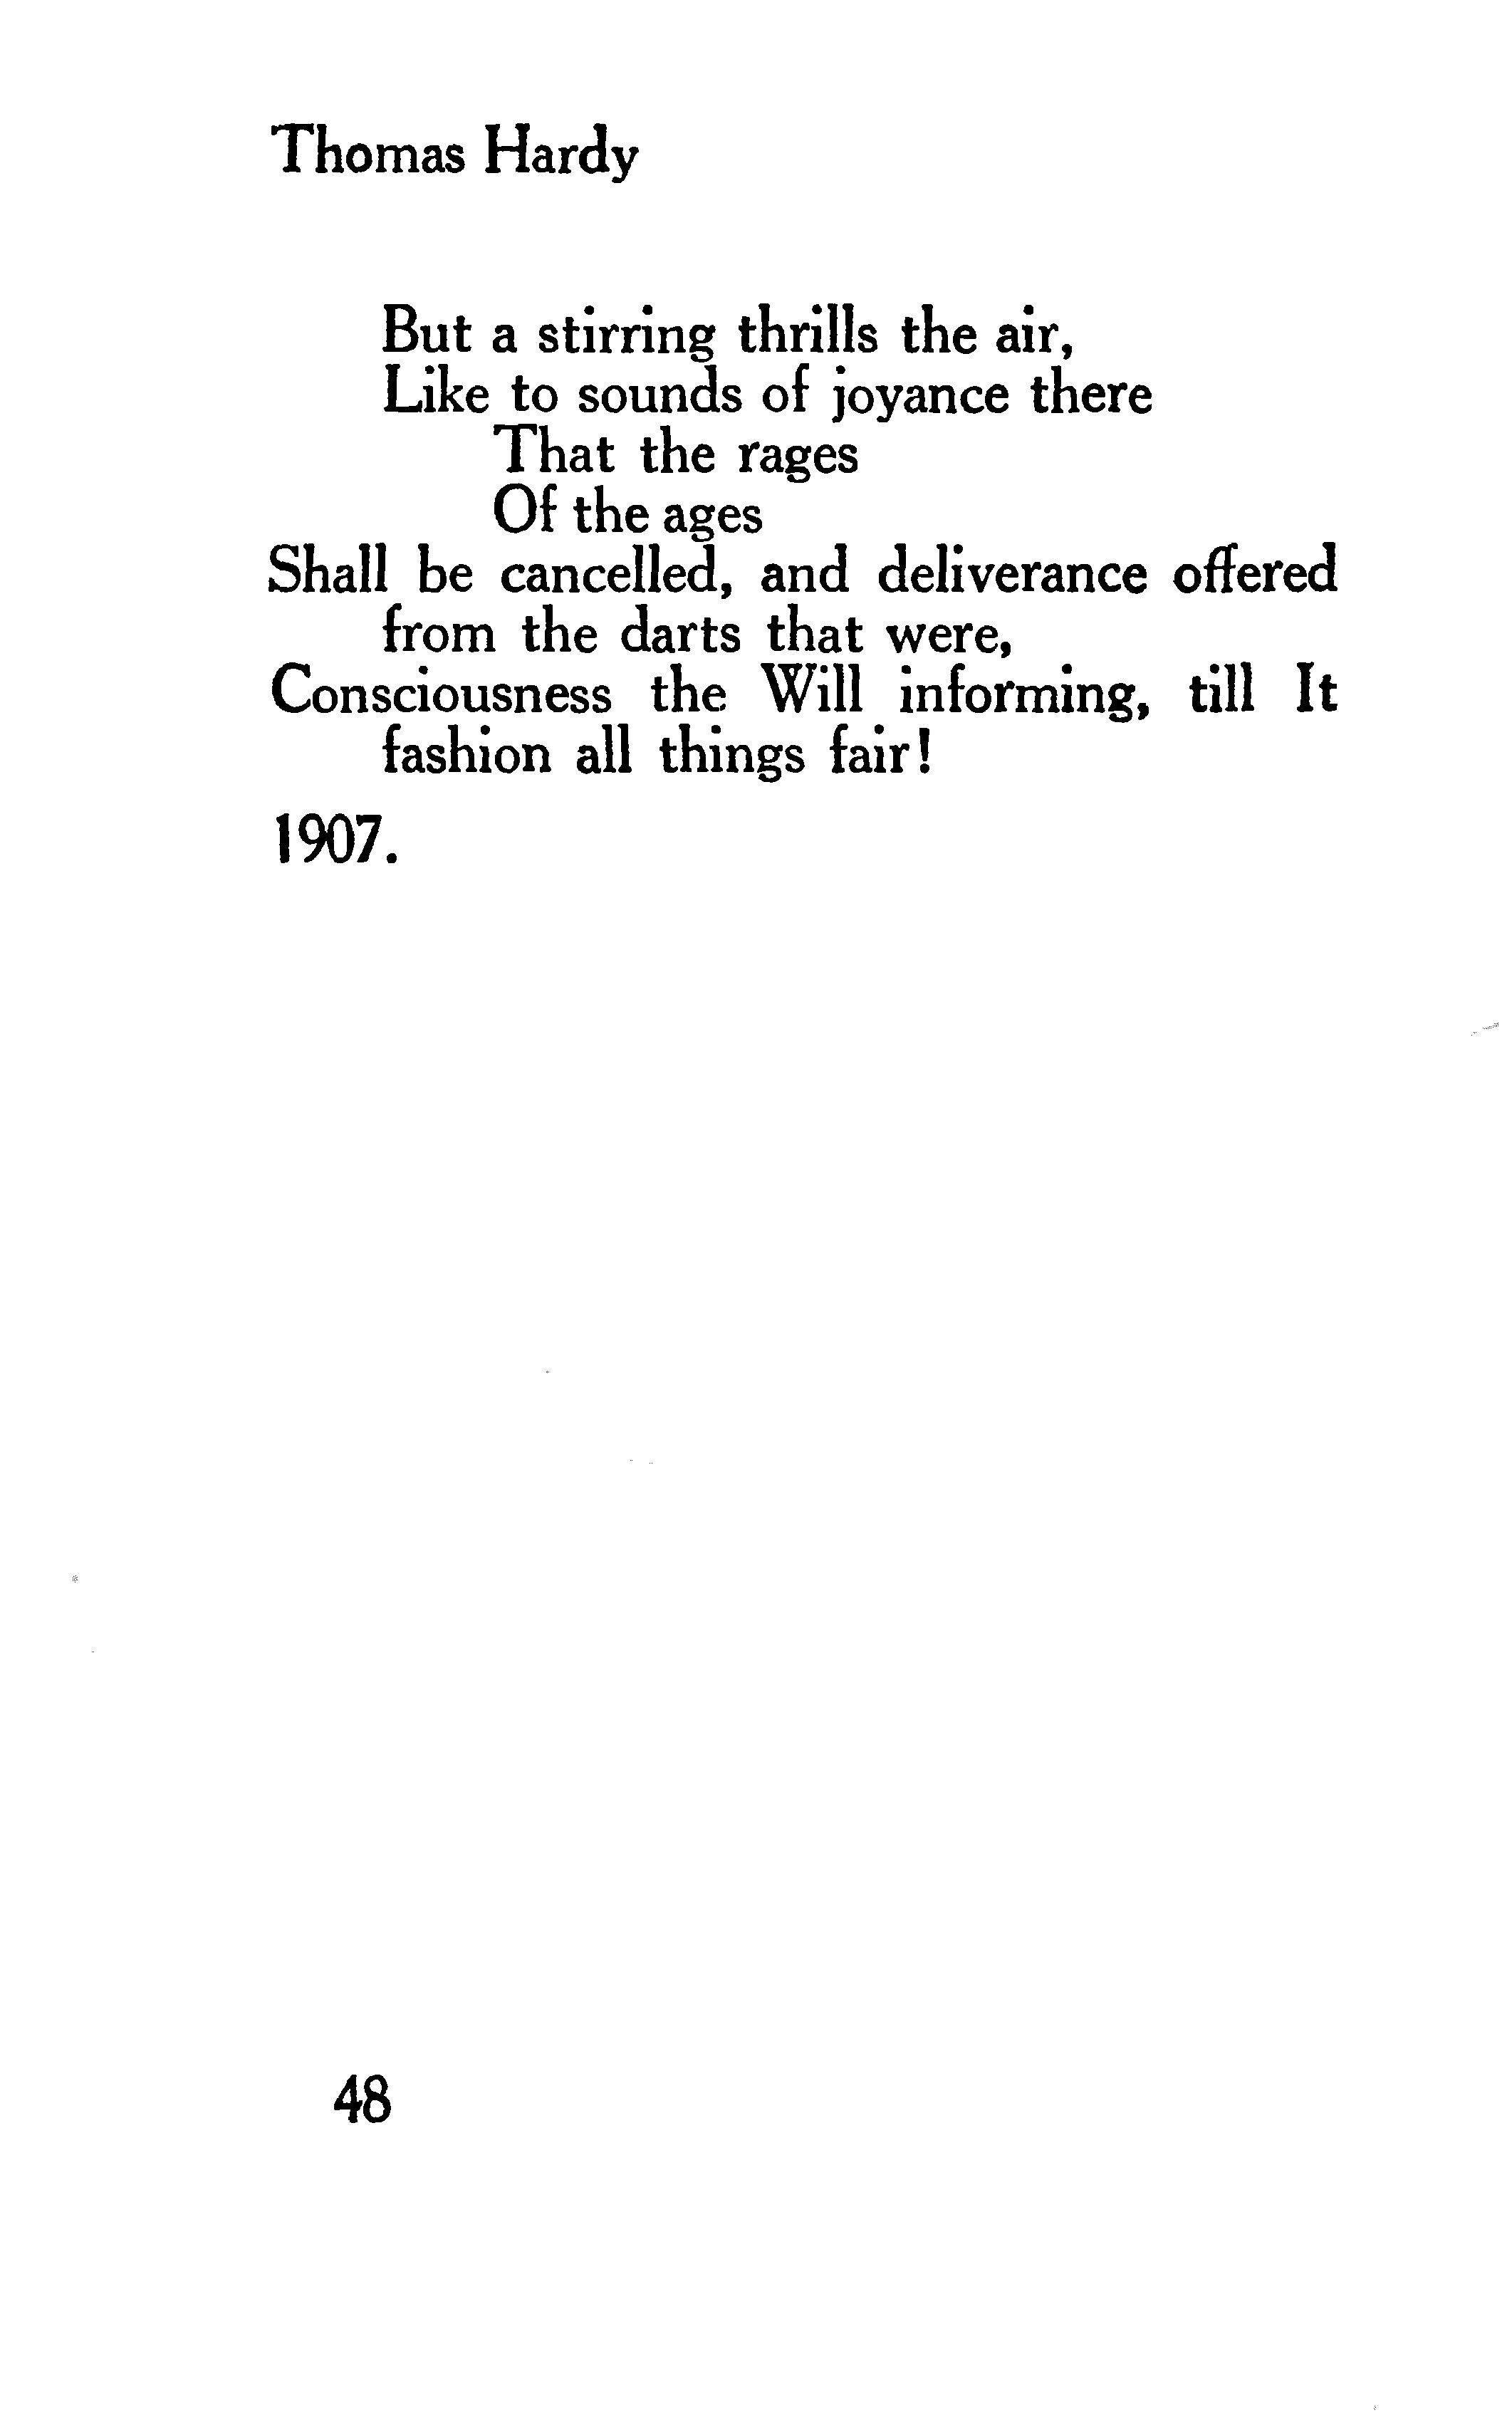 Thomas Hardy
But a stirring thrills the air,
Like to sounds of joyance there
That the rages
Of the ages
Shall be cancelled, and deliverance offered
from the darts that were,
Consciousness the Will informing, till It
fashion all things fair!
1907.
48